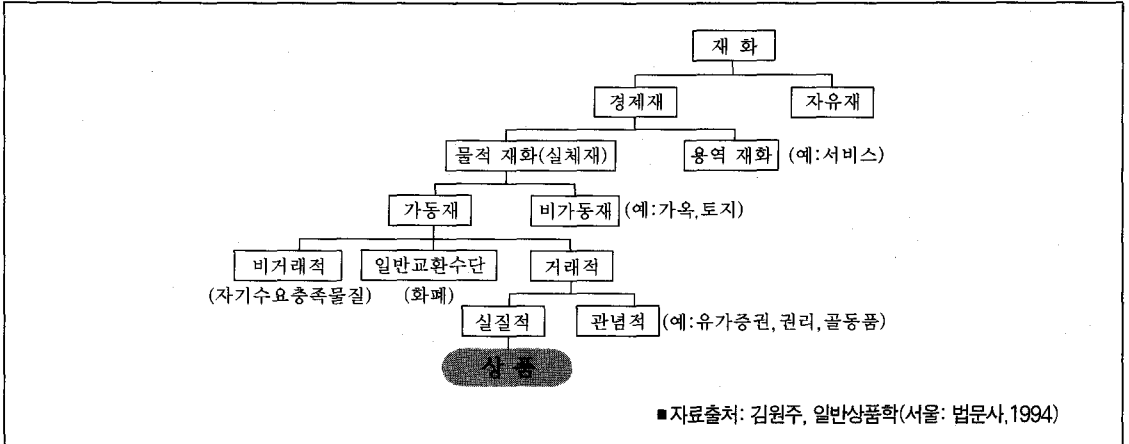 재 화
경제재 자유재
물적 재화(실체재) 용역 재화 (예:서비스)
가동재 비가동재 (예:가옥,토지)
비거래적 일반교환수단 거래적
(자기수요충족물질) (화폐)
실질적 관념적 (예:유가증권,권리,골동품)
상 품
■자료출처: 김원주, 일반상품학(서울: 법문사,1994)